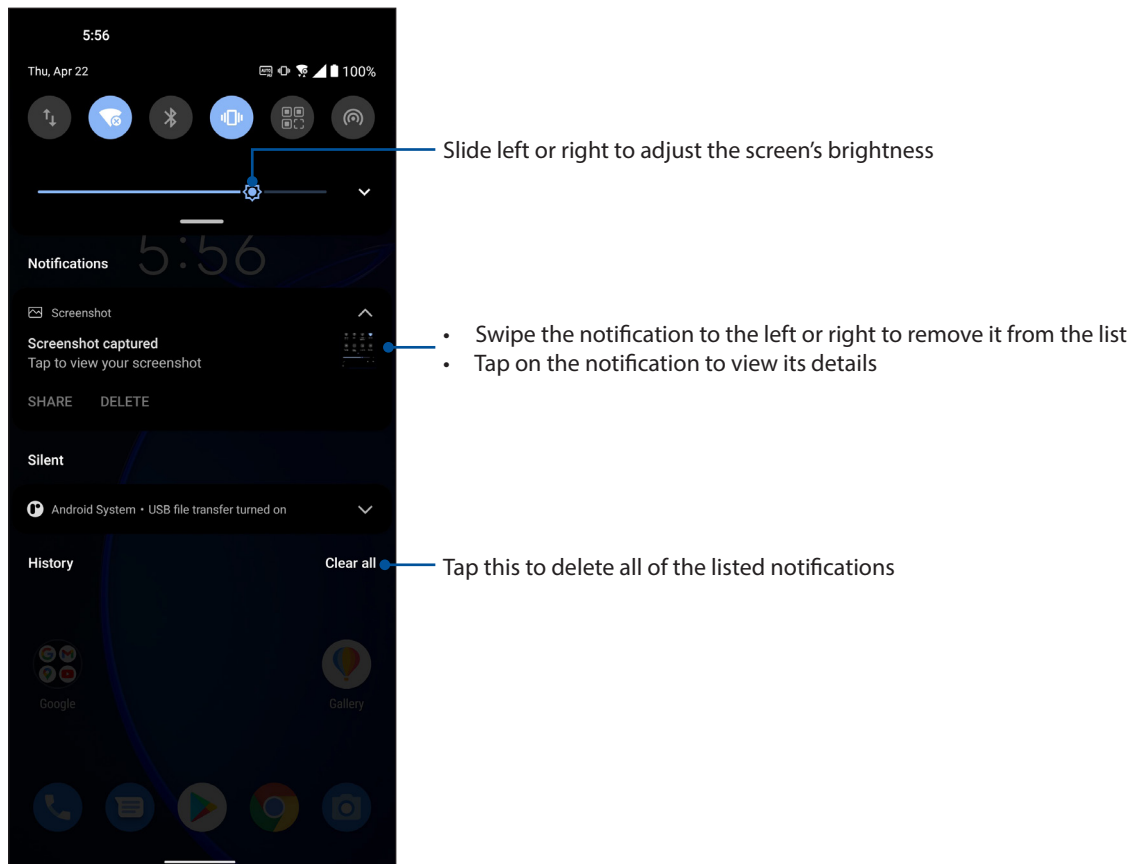 5:56
Thu, Apr 22
100%
Slide left or right to adjust the screen's brightness
5:56
Notifications
Screenshot
Screenshot captured
Tap to view your screenshot
• Swipe the notification to the left or right to remove it from the list
• Tap on the notification to view its details
SHARE DELETE
Silent
Android System • USB file transfer turned on
History Clear all
Tap this to delete all of the listed notifications
Google Gallery